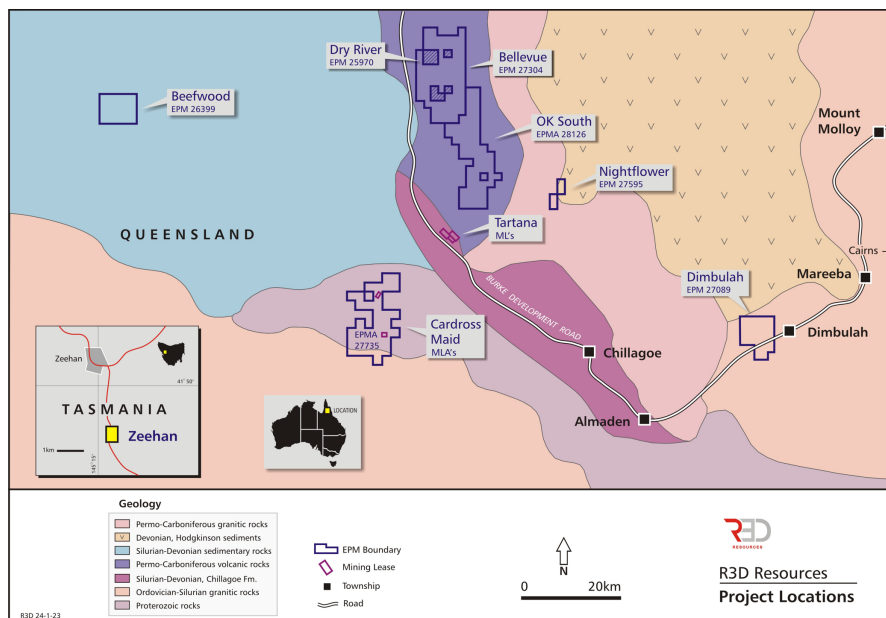 Dry River
EPM 25970
Bellevue
EPM 27304
Beefwood
EPM 26399
OK South
EPMA 28126
Mount
Molloy
Nightflower
EPM 27595
QUEENSLAND
Tartana
ML's
Cairns
Mareeba
Dimbulah
EPM 27089
BURKE DEVELOPMENT ROAD
Dimbulah
EPMA
27735
Cardross
Maid
MLA's
Chillagoe
Almaden
Zeehan
41° 50'
TASMANIA
Zeehan
1km
145° 15'
LOCATION
Geology
Permo-Carboniferous granitic rocks
Devonian, Hodgkinson sediments
Silurian-Devonian sedimentary rocks
Permo-Carboniferous volcanic rocks
Silurian-Devonian, Chillagoe Fm.
Ordovician-Silurian granitic rocks
Proterozoic rocks
EPM Boundary
Mining Lease
Township
Road
N
0 20km
R3D
RESOURCES
R3D Resources
Project Locations
R3D 24-1-23